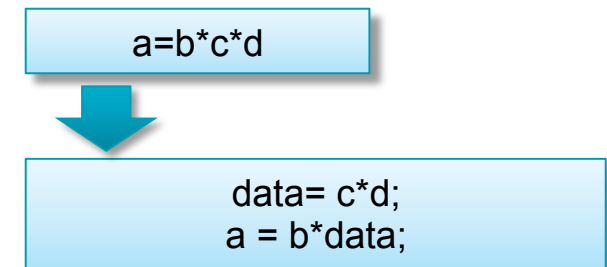 a=b*c*d
data= c*d;
a = b*data;